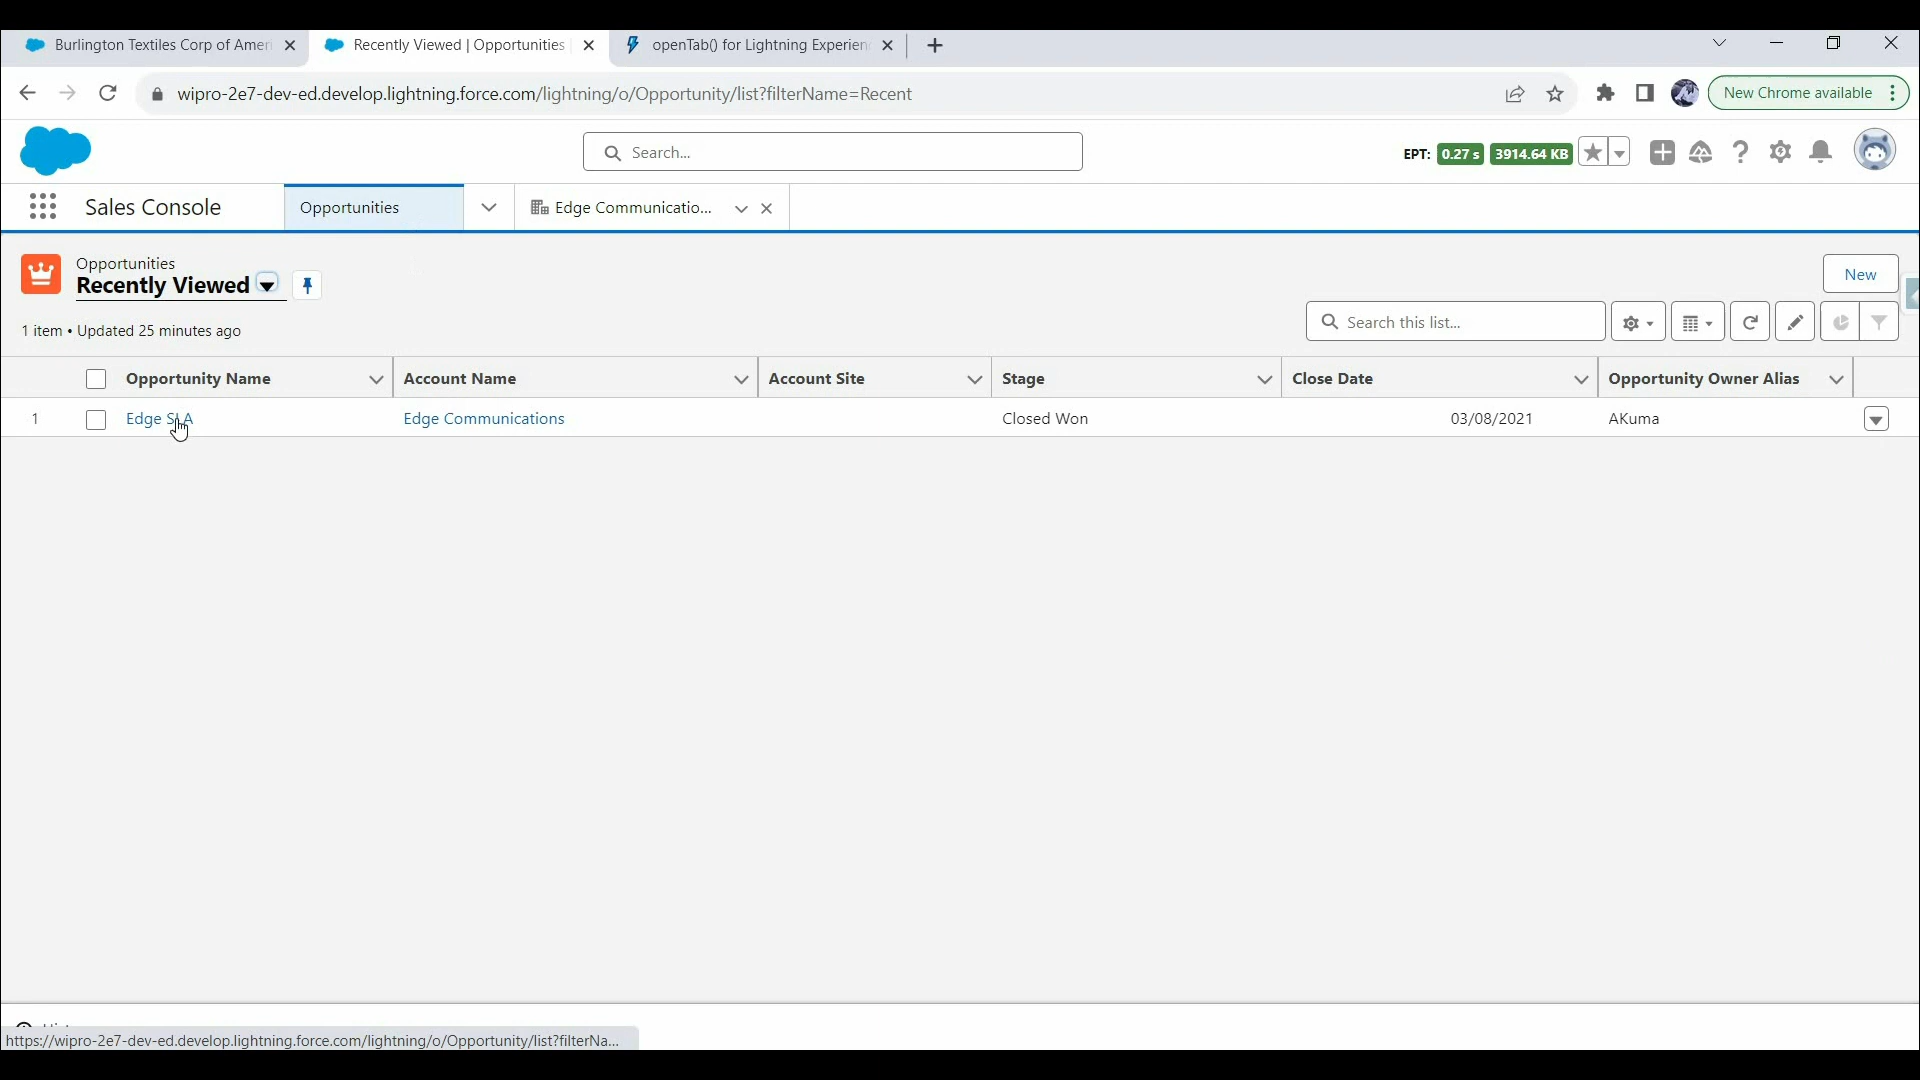 Burlington Textiles Corp of Ameri
Recently Viewed | Opportunities
openTab() for Lightning Experien
wipro-2e7-dev-ed.develop.lightning.force.com/lightning/o/Opportunity/list?filterName=Recent
New Chrome available
Search...
EPT: 0.27 s 3914.64 KB
Sales Console
Opportunities
Edge Communicatio...
Opportunities
Recently Viewed
New
1 item • Updated 25 minutes ago
Search this list...
Opportunity Name Account Name Account Site Stage Close Date Opportunity Owner Alias
1 Edge SLA Edge Communications Closed Won 03/08/2021 AKuma
https://wipro-2e7-dev-ed.develop.lightning.force.com/lightning/o/Opportunity/list?filterNa...